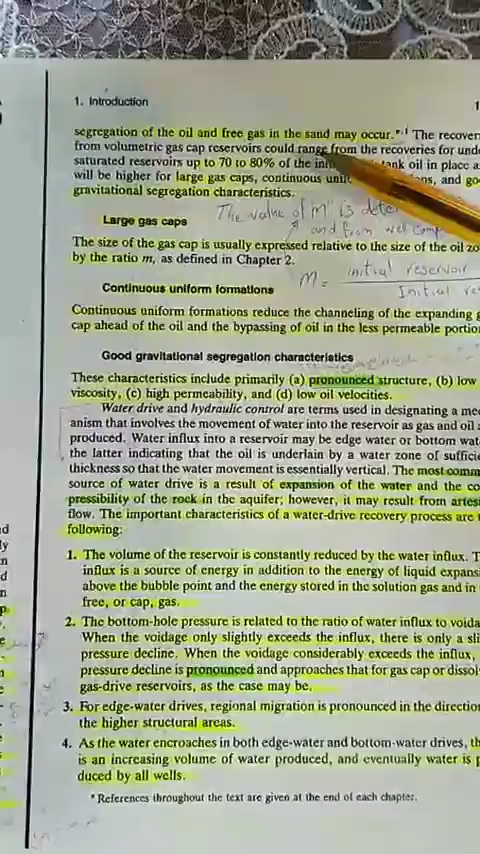 1. Introduction
1
segregation of the oil and free gas in the sand may occur.*,1 The recover
from volumetric gas cap reservoirs could range from the recoveries for unde
saturated reservoirs up to 70 to 80% of the ini tank oil in place a
will be higher for large gas caps, continuous unif ns, and go
gravitational segregation characteristics.
The value of "M" is dete
Large gas caps
and from well comp
The size of the gas cap is usually expressed relative to the size of the oil zo
by the ratio m, as defined in Chapter 2.
M = initial reservoir
Initial re
Continuous uniform formations
Continuous uniform formations reduce the channeling of the expanding g
cap ahead of the oil and the bypassing of oil in the less permeable portio
Good gravitational segregation characteristics
These characteristics include primarily (a) pronounced structure, (b) low
viscosity, (c) high permeability, and (d) low oil velocities.
Water drive and hydraulic control are terms used in designating a mec
anism that involves the movement of water into the reservoir as gas and oil a
produced. Water influx into a reservoir may be edge water or bottom wat
the latter indicating that the oil is underlain by a water zone of sufficie
thickness so that the water movement is essentially vertical. The most comm
source of water drive is a result of expansion of the water and the co
pressibility of the rock in the aquifer; however, it may result from artesi
flow. The important characteristics of a water-drive recovery process are t
following:
1. The volume of the reservoir is constantly reduced by the water influx. T
influx is a source of energy in addition to the energy of liquid expansi
above the bubble point and the energy stored in the solution gas and in
free, or cap, gas.
2. The bottom-hole pressure is related to the ratio of water influx to voida
When the voidage only slightly exceeds the influx, there is only a sli
pressure decline. When the voidage considerably exceeds the influx,
pressure decline is pronounced and approaches that for gas cap or dissol
gas-drive reservoirs, as the case may be.
3. For edge-water drives, regional migration is pronounced in the direction
the higher structural areas.
4. As the water encroaches in both edge-water and bottom-water drives, th
is an increasing volume of water produced, and eventually water is p
duced by all wells.
* References throughout the text are given at the end of each chapter.